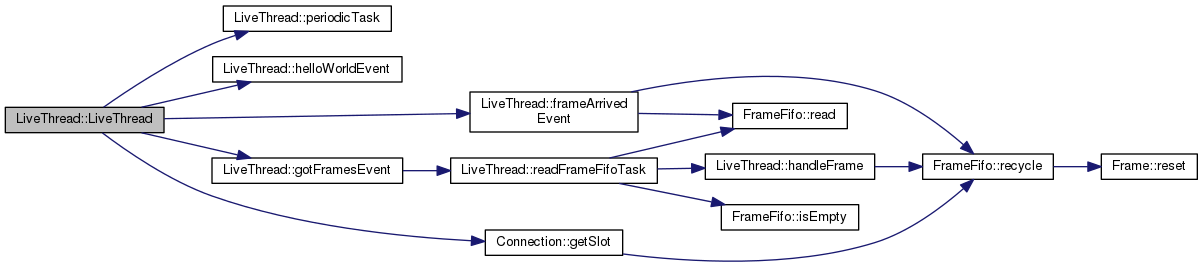 LiveThread::periodicTask
LiveThread::helloWorldEvent
LiveThread::LiveThread
LiveThread::frameArrived
Event
FrameFifo::read
LiveThread::gotFramesEvent
LiveThread::readFrameFifoTask
LiveThread::handleFrame
FrameFifo::recycle
Frame::reset
FrameFifo::isEmpty
Connection::getSlot